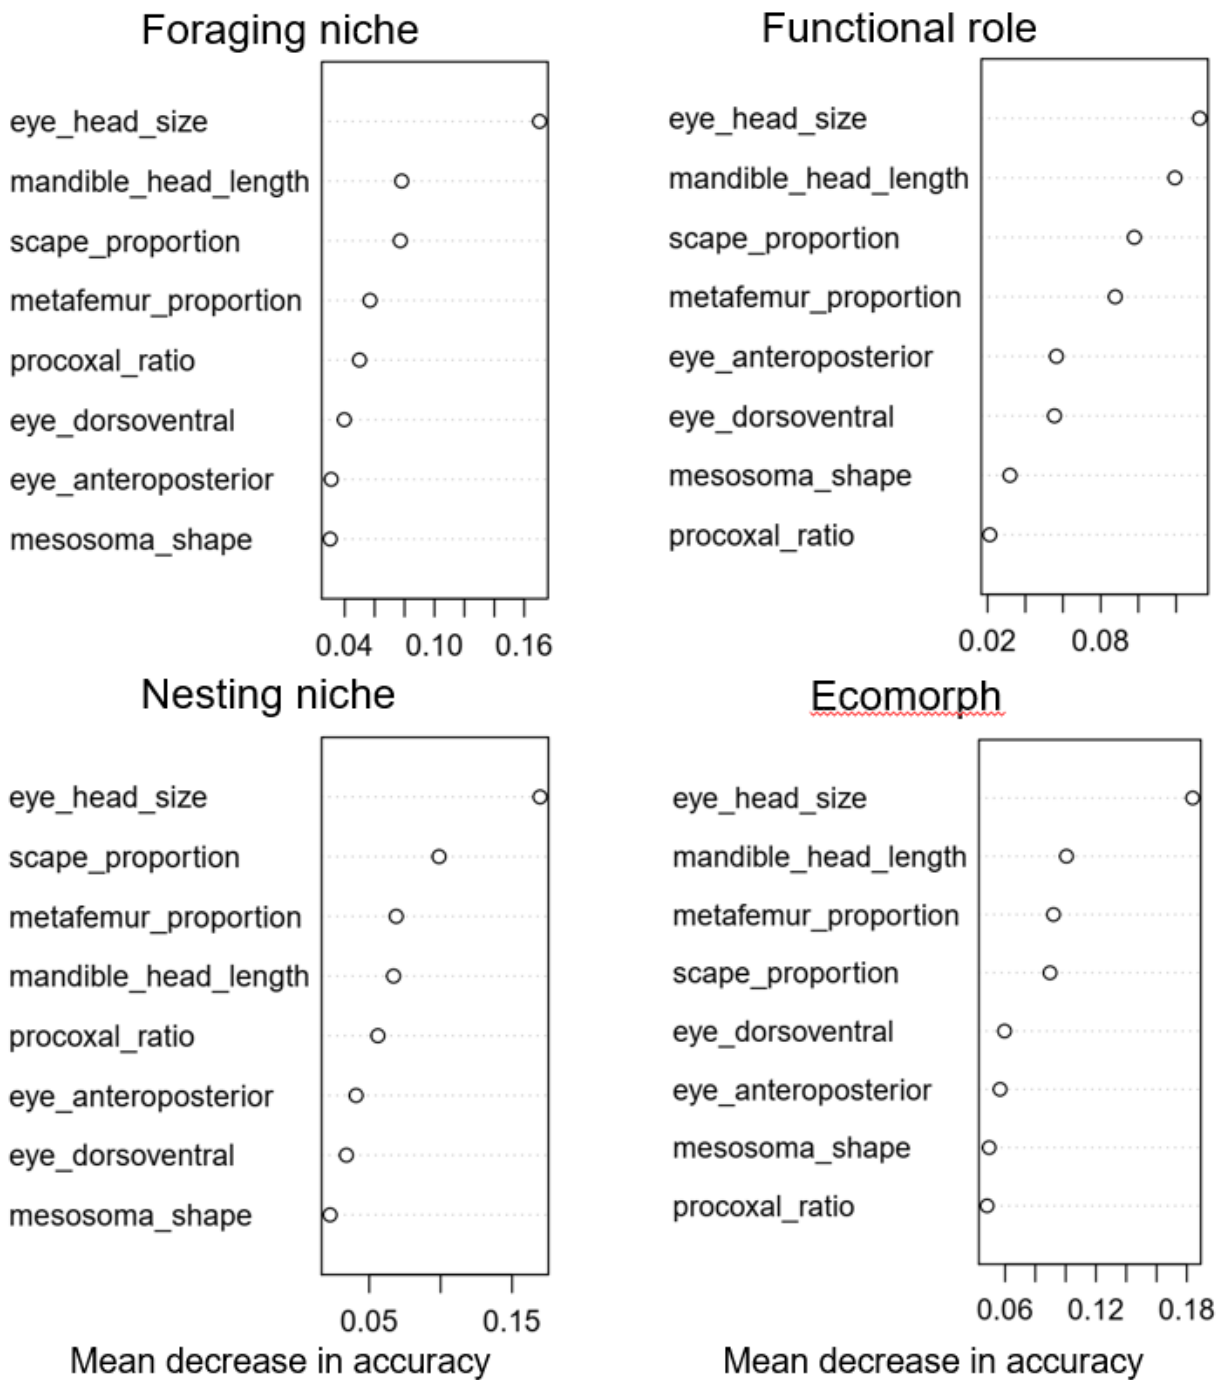 Foraging niche
eye_head_size
mandible_head_length
scape_proportion
metafemur_proportion
procoxal_ratio
eye_dorsoventral
eye_anteroposterior
mesosoma_shape
0.04 0.10 0.16
Functional role
eye_head_size
mandible_head_length
scape_proportion
metafemur_proportion
eye_anteroposterior
eye_dorsoventral
mesosoma_shape
procoxal_ratio
0.02 0.08
Nesting niche
eye_head_size
scape_proportion
metafemur_proportion
mandible_head_length
procoxal_ratio
eye_anteroposterior
eye_dorsoventral
mesosoma_shape
0.05 0.15
Mean decrease in accuracy
Ecomorph
eye_head_size
mandible_head_length
metafemur_proportion
scape_proportion
eye_dorsoventral
eye_anteroposterior
mesosoma_shape
procoxal_ratio
0.06 0.12 0.18
Mean decrease in accuracy